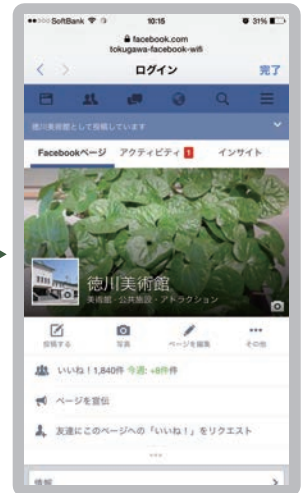 SoftBank 10:15 31%
facebook.com
tokugawa-facebook-wifi
ログイン 完了
徳川美術館として投稿しています
Facebookページ アクティビティ 1 インサイト
徳川美術館
美術館・公共施設・アトラクション
投稿する 写真 ページを編集 その他
いいね！1,840件 今週: +8件件
ページを宣伝
友達にこのページへの「いいね！」をリクエスト
情報